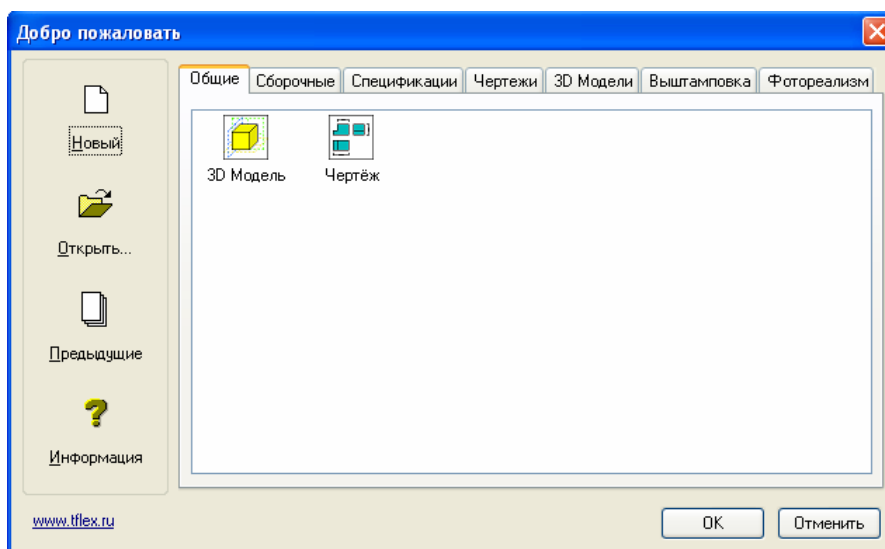 Добро пожаловать
Общие Сборочные Спецификации Чертежи 3D Модели Выштамповка Фотореализм
Новый
3D Модель Чертёж
Открыть...
Предыдущие
Информация
www.tflex.ru OK Отменить